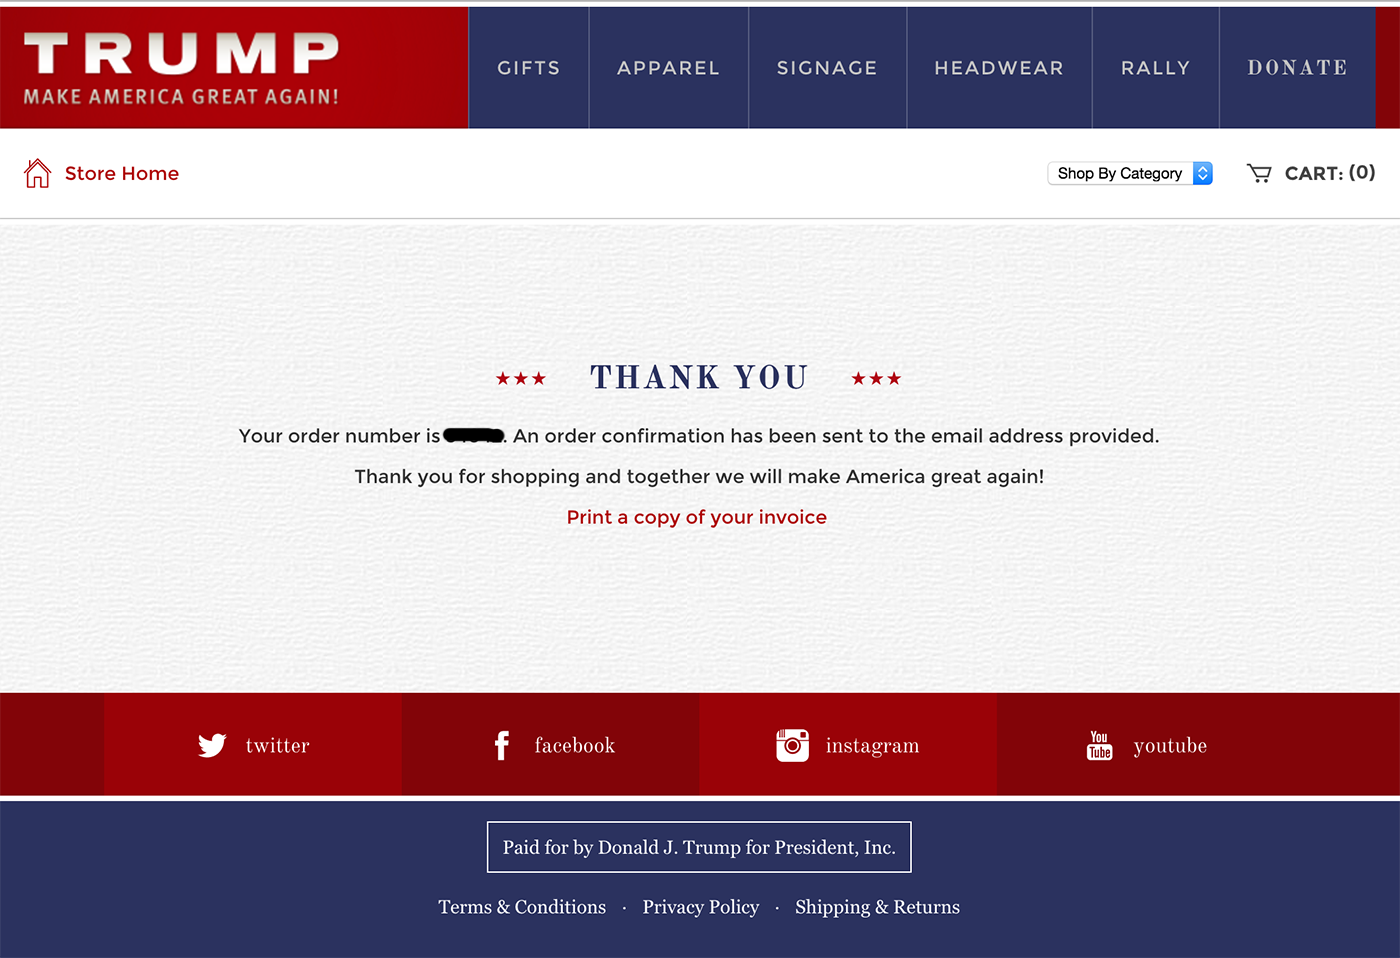 TRUMP
MAKE AMERICA GREAT AGAIN!
GIFTS
APPAREL
SIGNAGE
HEADWEAR
RALLY
DONATE
Store Home
Shop By Category
CART: (0)
THANK YOU
Your order number is . An order confirmation has been sent to the email address provided.
Thank you for shopping and together we will make America great again!
Print a copy of your invoice
twitter
facebook
instagram
You
Tube
youtube
Paid for by Donald J. Trump for President, Inc.
Terms & Conditions · Privacy Policy · Shipping & Returns